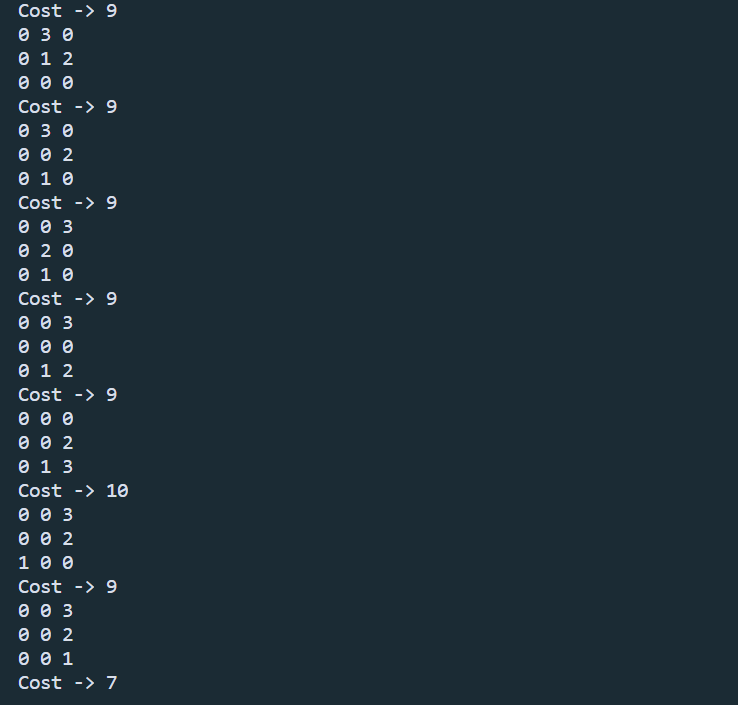 Cost -> 9
0 3 0
0 1 2
0 0 0
Cost -> 9
0 3 0
0 0 2
0 1 0
Cost -> 9
0 0 3
0 2 0
0 1 0
Cost -> 9
0 0 3
0 0 0
0 1 2
Cost -> 9
0 0 0
0 0 2
0 1 3
Cost -> 10
0 0 3
0 0 2
1 0 0
Cost -> 9
0 0 3
0 0 2
0 0 1
Cost -> 7